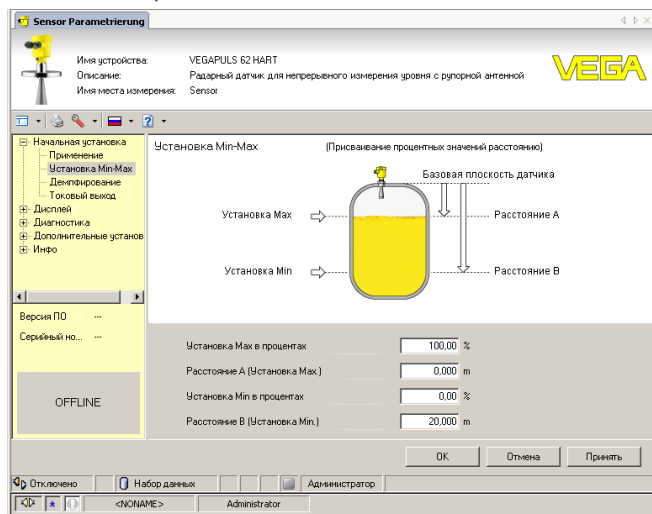 Sensor Parametrierung
Имя устройства: VEGAPULS 62 HART
Описание: Радарный датчик для непрерывного измерения уровня с рупорной антенной
Имя места измерения: Sensor
VEGA
Начальная установка
Применение
Установка Min-Max
Демпфирование
Токовый выход
Дисплей
Диагностика
Дополнительные установ
Инфо
Версия ПО ---
Серийный но... ---
OFFLINE
Установка Min-Max (Присваивание процентных значений расстоянию)
Базовая плоскость датчика
Установка Max
Расстояние A
Установка Min
Расстояние B
Установка Max в процентах 100,00 %
Расстояние A (Установка Max.) 0,000 m
Установка Min в процентах 0,00 %
Расстояние B (Установка Min.) 20,000 m
OK Отмена Принять
Отключено Набор данных Администратор
<NONAME> Administrator